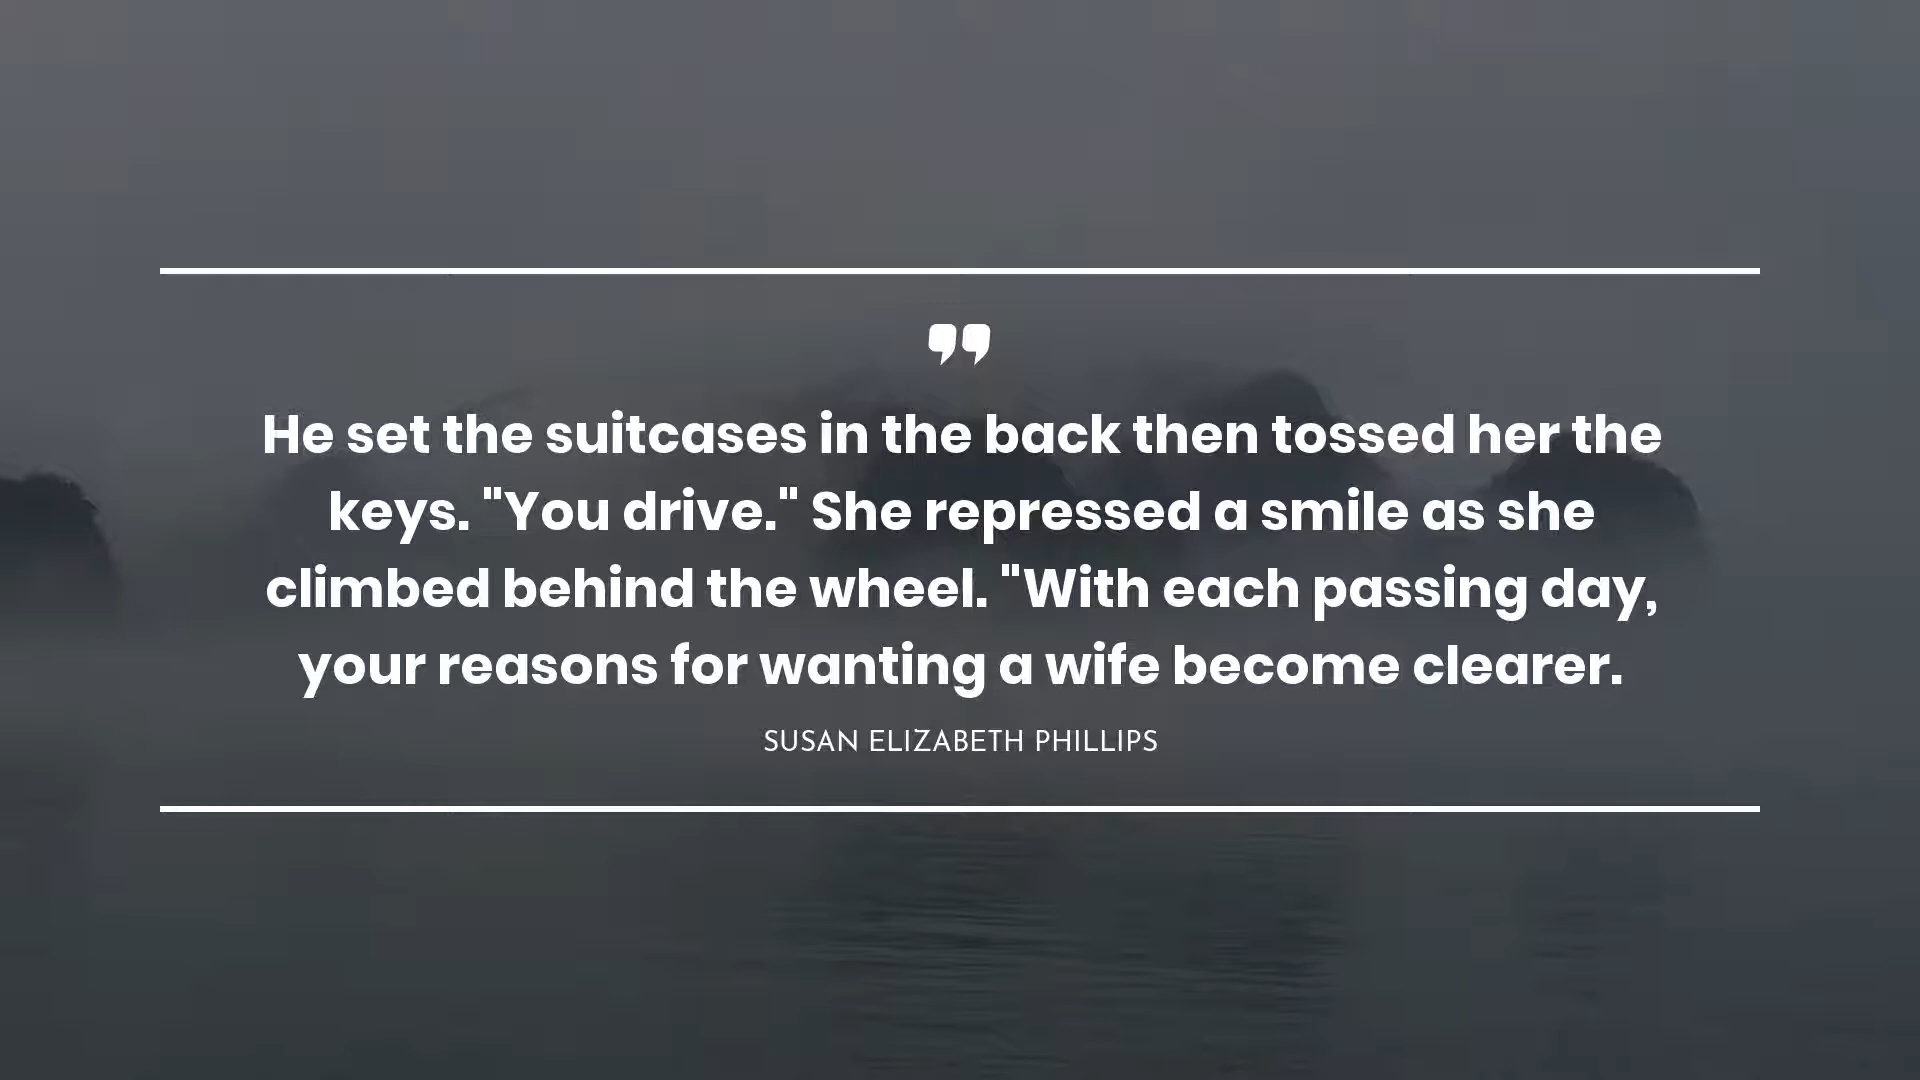 ❞
He set the suitcases in the back then tossed her the
keys. "You drive." She repressed a smile as she
climbed behind the wheel. "With each passing day,
your reasons for wanting a wife become clearer.
SUSAN ELIZABETH PHILLIPS